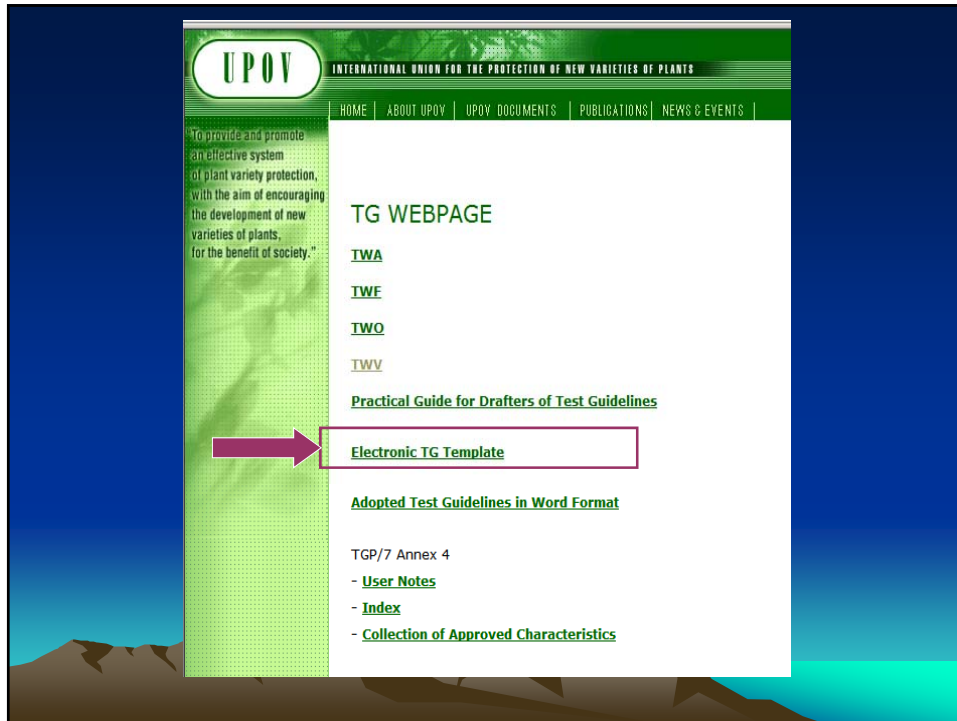 UPOV
INTERNATIONAL UNION FOR THE PROTECTION OF NEW VARIETIES OF PLANTS
HOME | ABOUT UPOV | UPOV DOCUMENTS | PUBLICATIONS | NEWS & EVENTS |
"To provide and promote
an effective system
of plant variety protection,
with the aim of encouraging
the development of new
varieties of plants,
for the benefit of society."
TG WEBPAGE
TWA
TWF
TWO
TWV
Practical Guide for Drafters of Test Guidelines
Electronic TG Template
Adopted Test Guidelines in Word Format
TGP/7 Annex 4
- User Notes
- Index
- Collection of Approved Characteristics